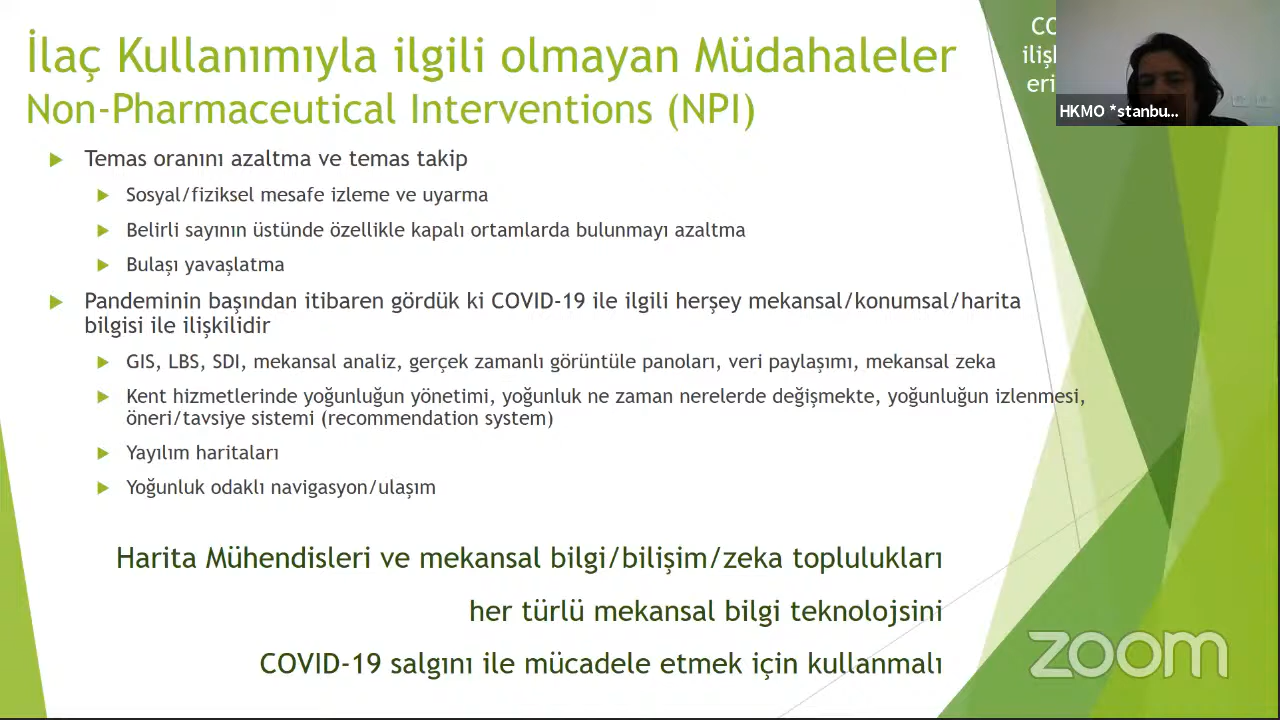 İlaç Kullanımıyla ilgili olmayan Müdahaleler
Non-Pharmaceutical Interventions (NPI)
Temas oranını azaltma ve temas takip
Sosyal/fiziksel mesafe izleme ve uyarma
Belirli sayının üstünde özellikle kapalı ortamlarda bulunmayı azaltma
Bulaşı yavaşlatma
Pandeminin başından itibaren gördük ki COVID-19 ile ilgili herşey mekansal/konumsal/harita
bilgisi ile ilişkilidir
GIS, LBS, SDI, mekansal analiz, gerçek zamanlı görüntüle panoları, veri paylaşımı, mekansal zeka
Kent hizmetlerinde yoğunluğun yönetimi, yoğunluk ne zaman nerelerde değişmekte, yoğunluğun izlenmesi,
öneri/tavsiye sistemi (recommendation system)
Yayılım haritaları
Yoğunluk odaklı navigasyon/ulaşım
Harita Mühendisleri ve mekansal bilgi/bilişim/zeka toplulukları
her türlü mekansal bilgi teknolojsini
COVID-19 salgını ile mücadele etmek için kullanmalı
HKMO *stanbu...
zoom